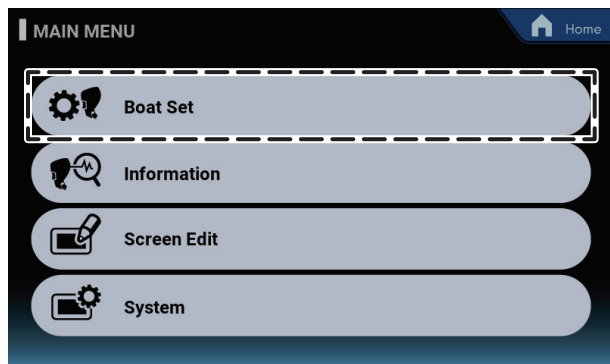 MAIN MENU
Home
Boat Set
Information
Screen Edit
System